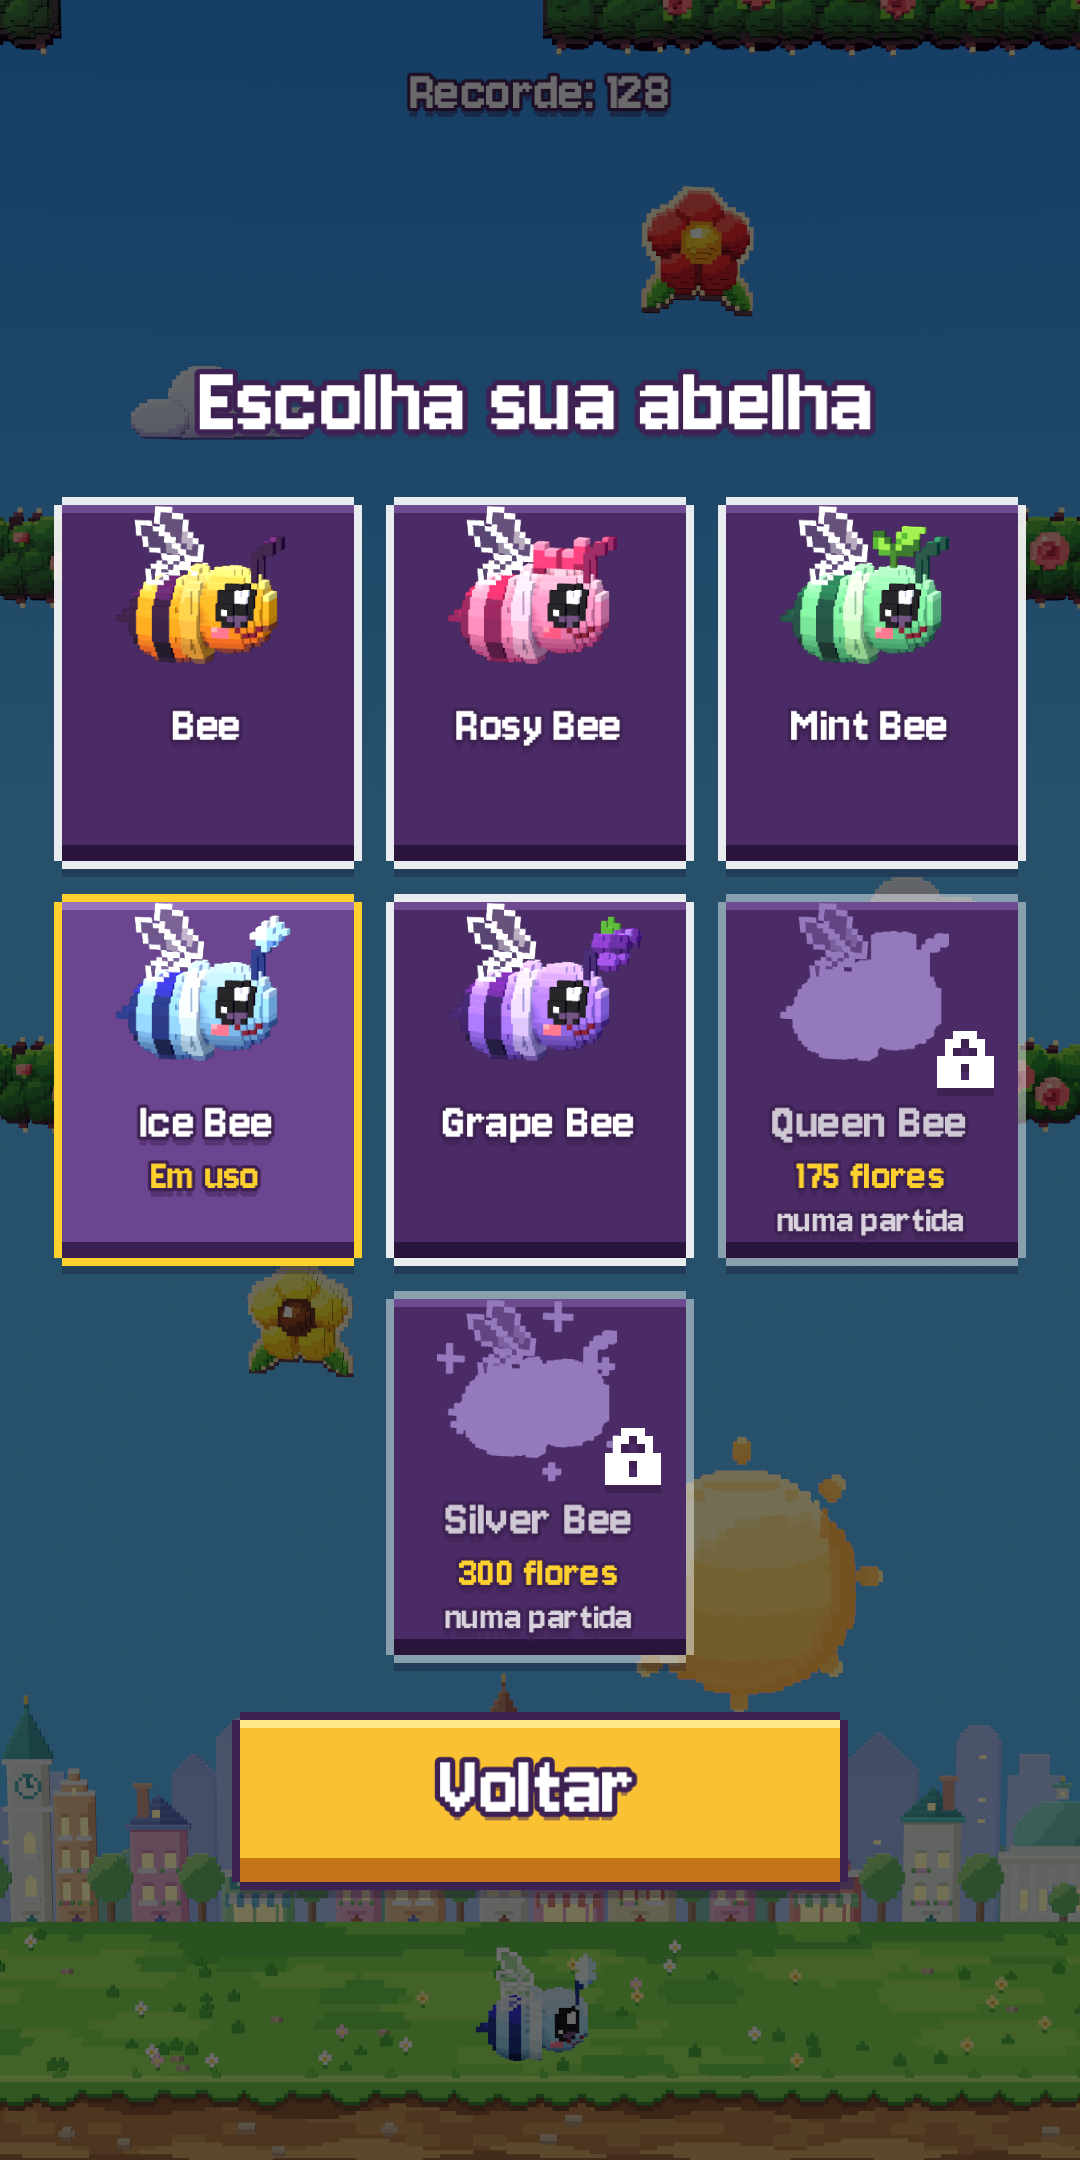 Recorde: 128
Escolha sua abelha
Bee
Rosy Bee
Mint Bee
Ice Bee
Em uso
Grape Bee
Queen Bee
175 flores
numa partida
Silver Bee
300 flores
numa partida
Voltar